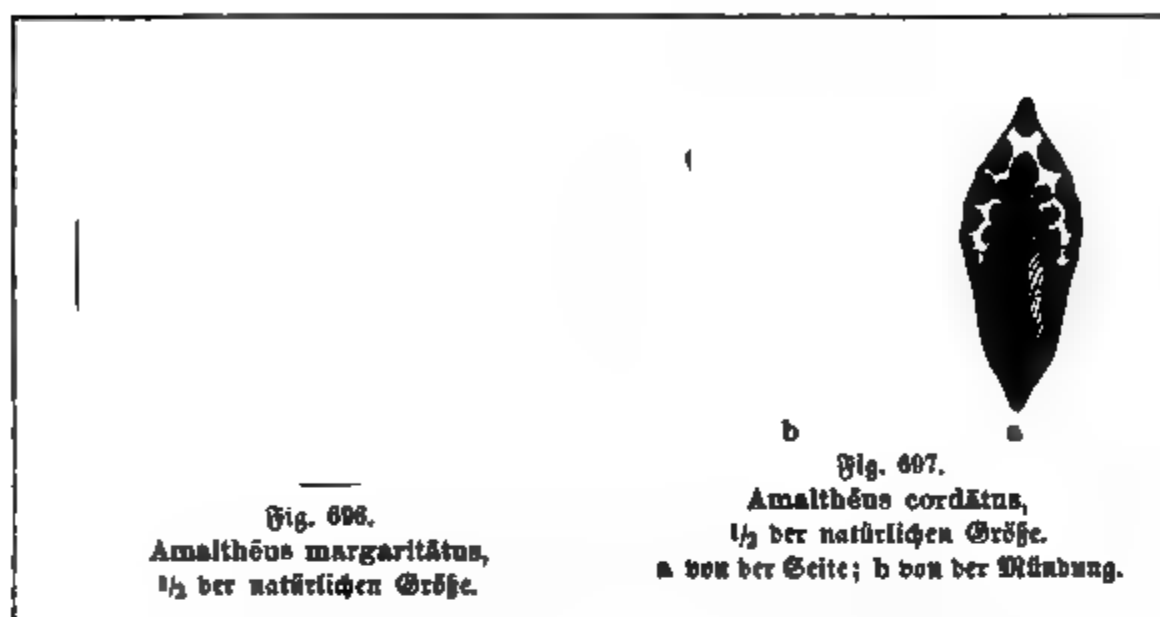 b a
Fig. 696.
Amalthēus margaritātus,
1/2 der natürlichen Größe.
Fig. 697.
Amalthēus cordātus,
1/2 der natürlichen Größe.
a von der Seite; b von der Mündung.